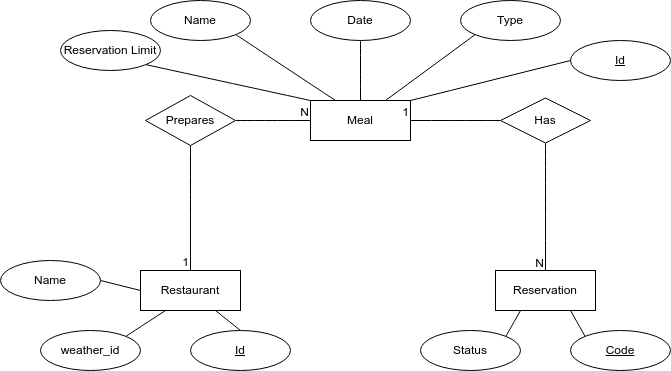 Name
Date
Type
Reservation Limit
Id
Prepares
N
Meal
1
Has
1
N
Name
Restaurant
Reservation
weather_id
Id
Status
Code